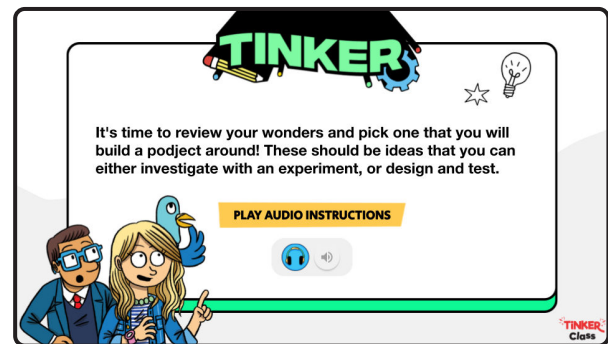 TINKER
It's time to review your wonders and pick one that you will
build a podject around! These should be ideas that you can
either investigate with an experiment, or design and test.
PLAY AUDIO INSTRUCTIONS
TINKER
Class